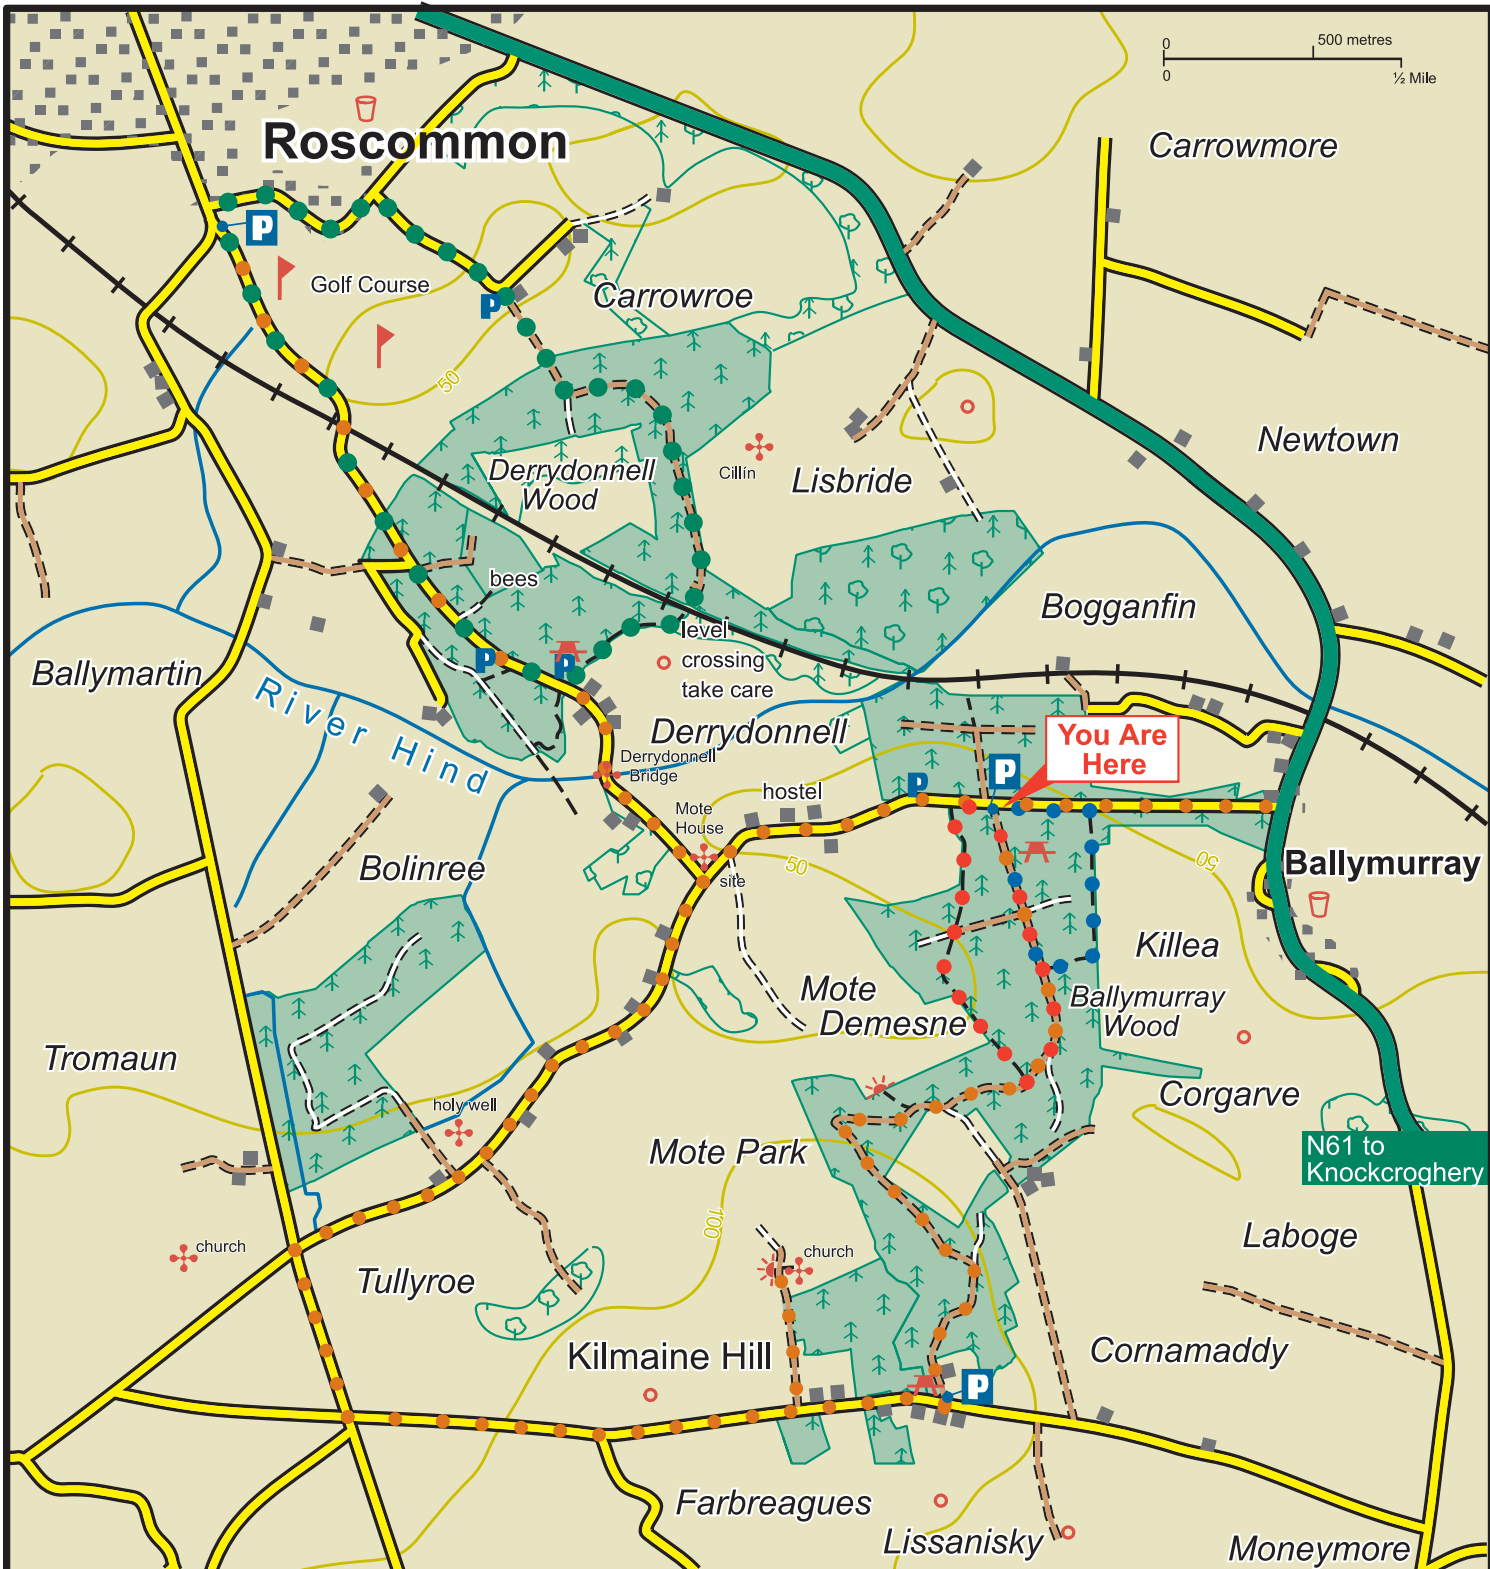 0
500 metres
0
½ Mile
Roscommon
Carrowmore
P
Golf Course
P
Carrowroe
50
Newtown
Derrydonnell
Wood
Cillín
Lisbride
bees
Bogganfin
level
crossing
take care
P
P
Ballymartin
River Hind
Derrydonnell
You Are
Here
Derrydonnell
Bridge
P
P
hostel
Mote
House
site
50
50
Ballymurray
Bolinree
Killea
Mote
Demesne
Ballymurray
Wood
Tromaun
Corgarve
holy well
Mote Park
N61 to
Knockcroghery
100
church
church
Laboge
Tullyroe
Kilmaine Hill
Cornamaddy
P
Farbreagues
Lissanisky
Moneymore